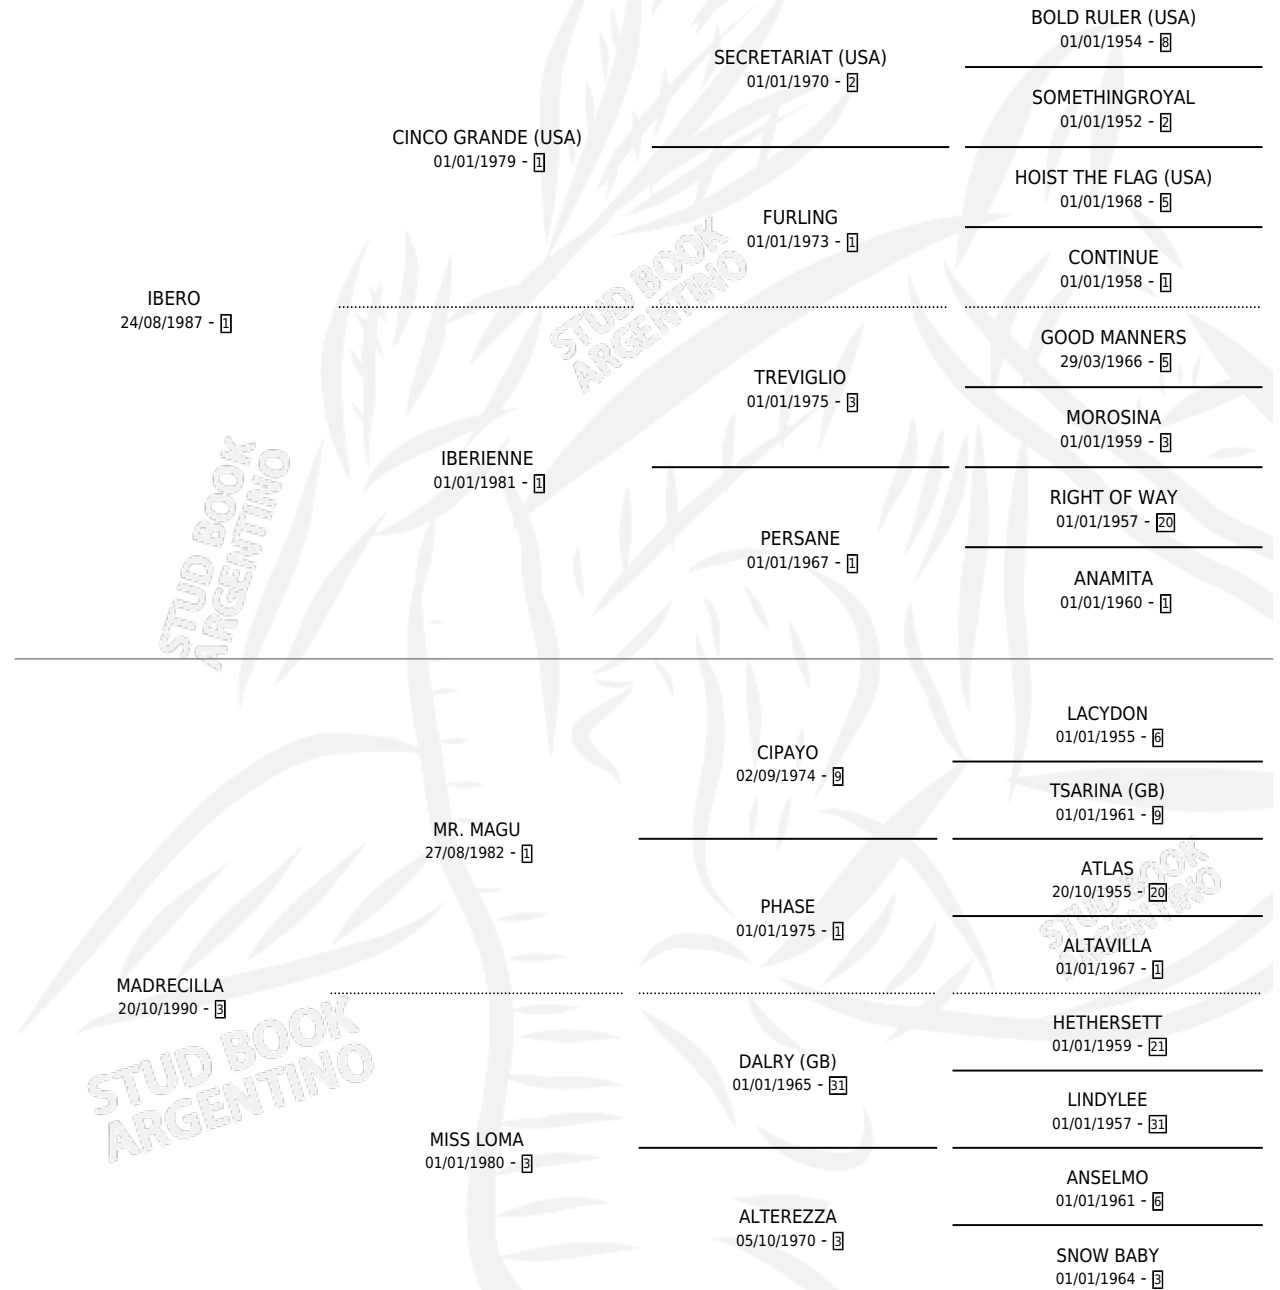 BOLD RULER (USA)
01/01/1954 - 8
SECRETARIAT (USA)
01/01/1970 - 2
SOMETHINGROYAL
01/01/1952 - 2
CINCO GRANDE (USA)
01/01/1979 - 1
HOIST THE FLAG (USA)
01/01/1968 - 5
FURLING
01/01/1973 - 1
CONTINUE
01/01/1958 - 1
IBERO
24/08/1987 - 1
GOOD MANNERS
29/03/1966 - 5
TREVIGLIO
01/01/1975 - 3
MOROSINA
01/01/1959 - 3
IBERIENNE
01/01/1981 - 1
RIGHT OF WAY
01/01/1957 - 20
PERSANE
01/01/1967 - 1
ANAMITA
01/01/1960 - 1
STUD BOOK
ARGENTINO
STUD BOOK
ARGENTINO
LACYDON
01/01/1955 - 6
CIPAYO
02/09/1974 - 9
TSARINA (GB)
01/01/1961 - 9
MR. MAGU
27/08/1982 - 1
ATLAS
20/10/1955 - 20
PHASE
01/01/1975 - 1
ALTAVILLA
01/01/1967 - 1
STUD BOOK
ARGENTINO
MADRECILLA
20/10/1990 - 3
HETHERSETT
01/01/1959 - 21
DALRY (GB)
01/01/1965 - 31
LINDYLEE
01/01/1957 - 31
MISS LOMA
01/01/1980 - 3
ANSELMO
01/01/1961 - 6
ALTEREZZA
05/10/1970 - 3
SNOW BABY
01/01/1964 - 3
STUD BOOK
ARGENTINO